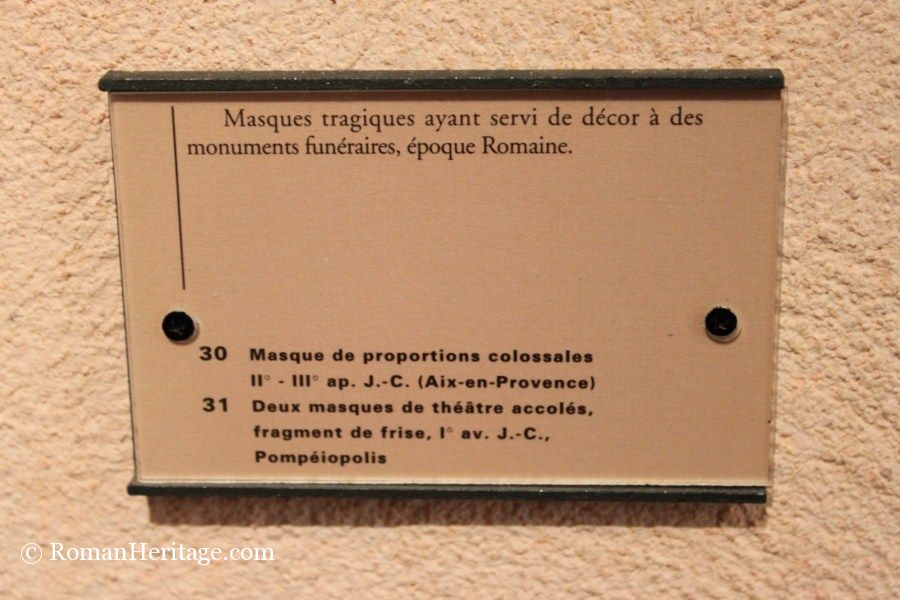 Masques tragiques ayant servi de décor à des
monuments funéraires, époque Romaine.
30 Masque de proportions colossales
II° - III° ap. J.-C. (Aix-en-Provence)
31 Deux masques de théâtre accolés,
fragment de frise, I° av. J.-C.,
Pompéiopolis
© RomanHeritage.com